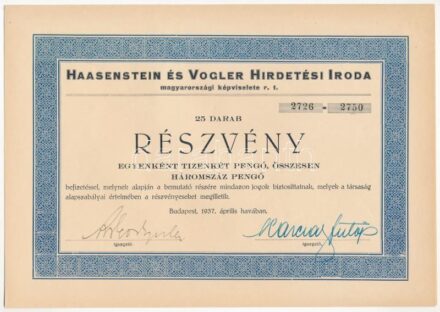 HAASENSTEIN ÉS VOGLER HIRDETÉSI IRODA
magyarországi képviselete r. t.
2726 - 2750
25 DARAB
RÉSZVÉNY
EGYENKÉNT TIZENKÉT PENGŐ, ÖSSZESEN
HÁROMSZÁZ PENGŐ
befizetéssel, melynek alapján a bemutató részére mindazon jogok biztosíttatnak, melyek a társaság
alapszabályai értelmében a részvényeseket megilletik.
Budapest, 1937. április havában.
igazgató
igazgató